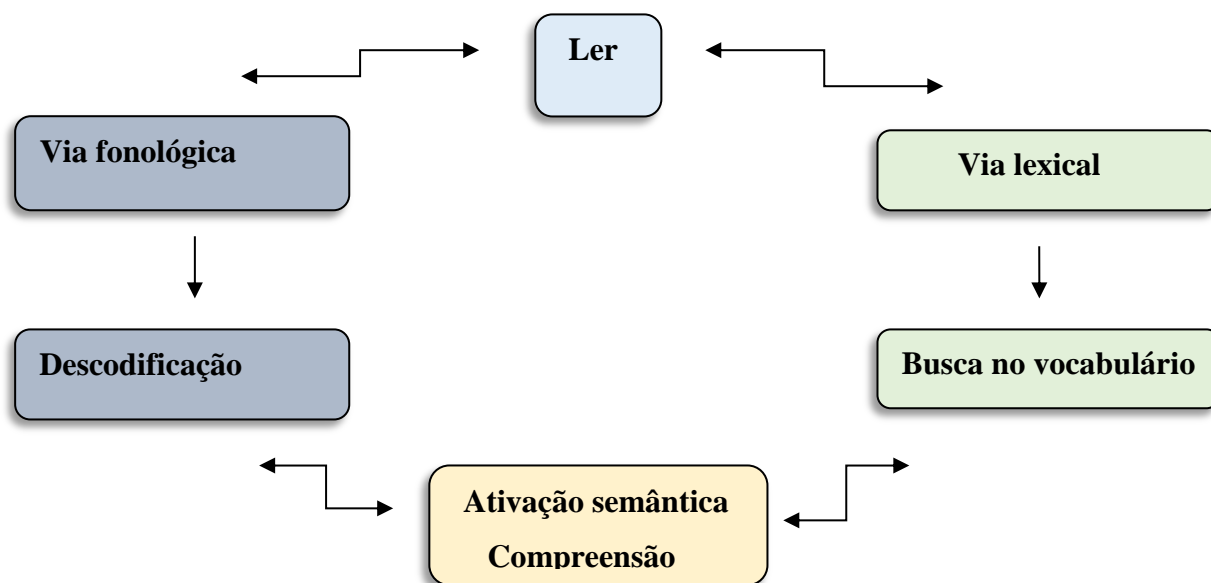 Ler
Via fonológica
Via lexical
Descodificação
Busca no vocabulário
Ativação semântica
Compreensão